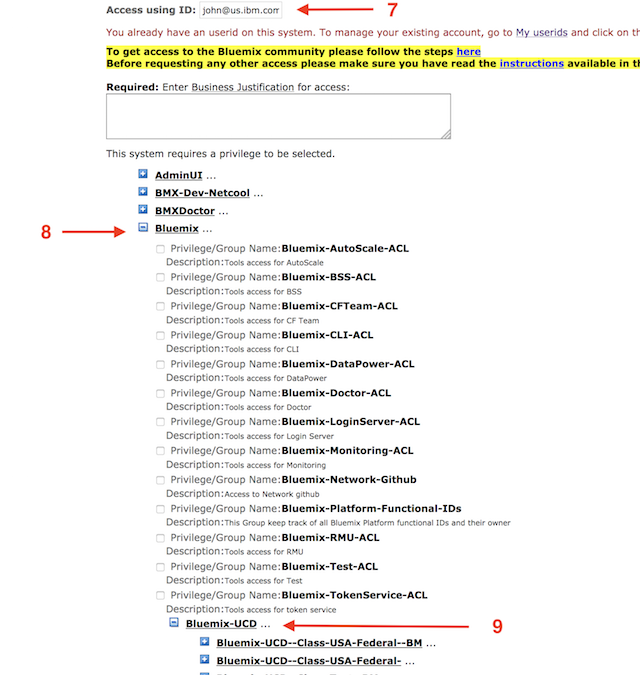 Access using ID: john@us.ibm.com 7
You already have a userid on this system. To manage your existing account, go to My userids and click on th
To get access to the Bluemix community please follow the steps here
Before requesting any other access please make sure you have read the instructions available in th
Required: Enter Business Justification for access:
This system requires a privilege to be selected.
AdminUI ...
BMX-Dev-Netcool ...
BMXDoctor ...
8 Bluemix ...
Privilege/Group Name:Bluemix-AutoScale-ACL
Description:Tools access for AutoScale
Privilege/Group Name:Bluemix-BSS-ACL
Description:Tools access for BSS
Privilege/Group Name:Bluemix-CFTeam-ACL
Description:Tools access for CF Team
Privilege/Group Name:Bluemix-CLI-ACL
Description:Tools access for CLI
Privilege/Group Name:Bluemix-DataPower-ACL
Description:Tools access for DataPower
Privilege/Group Name:Bluemix-Doctor-ACL
Description:Tools access for Doctor
Privilege/Group Name:Bluemix-LoginServer-ACL
Description:Tools access for Login Server
Privilege/Group Name:Bluemix-Monitoring-ACL
Description:Tools access for Monitoring
Privilege/Group Name:Bluemix-Network-Github
Description:Access to Network github
Privilege/Group Name:Bluemix-Platform-Functional-IDs
Description:This Group keep track of all Bluemix Platform functional IDs and their owner
Privilege/Group Name:Bluemix-RMU-ACL
Description:Tools access for RMU
Privilege/Group Name:Bluemix-Test-ACL
Description:Tools access for Test
Privilege/Group Name:Bluemix-TokenService-ACL
Description:Tools access for token service
Bluemix-UCD ... 9
Bluemix-UCD--Class-USA-Federal--BM ...
Bluemix-UCD--Class-USA-Federal- ...